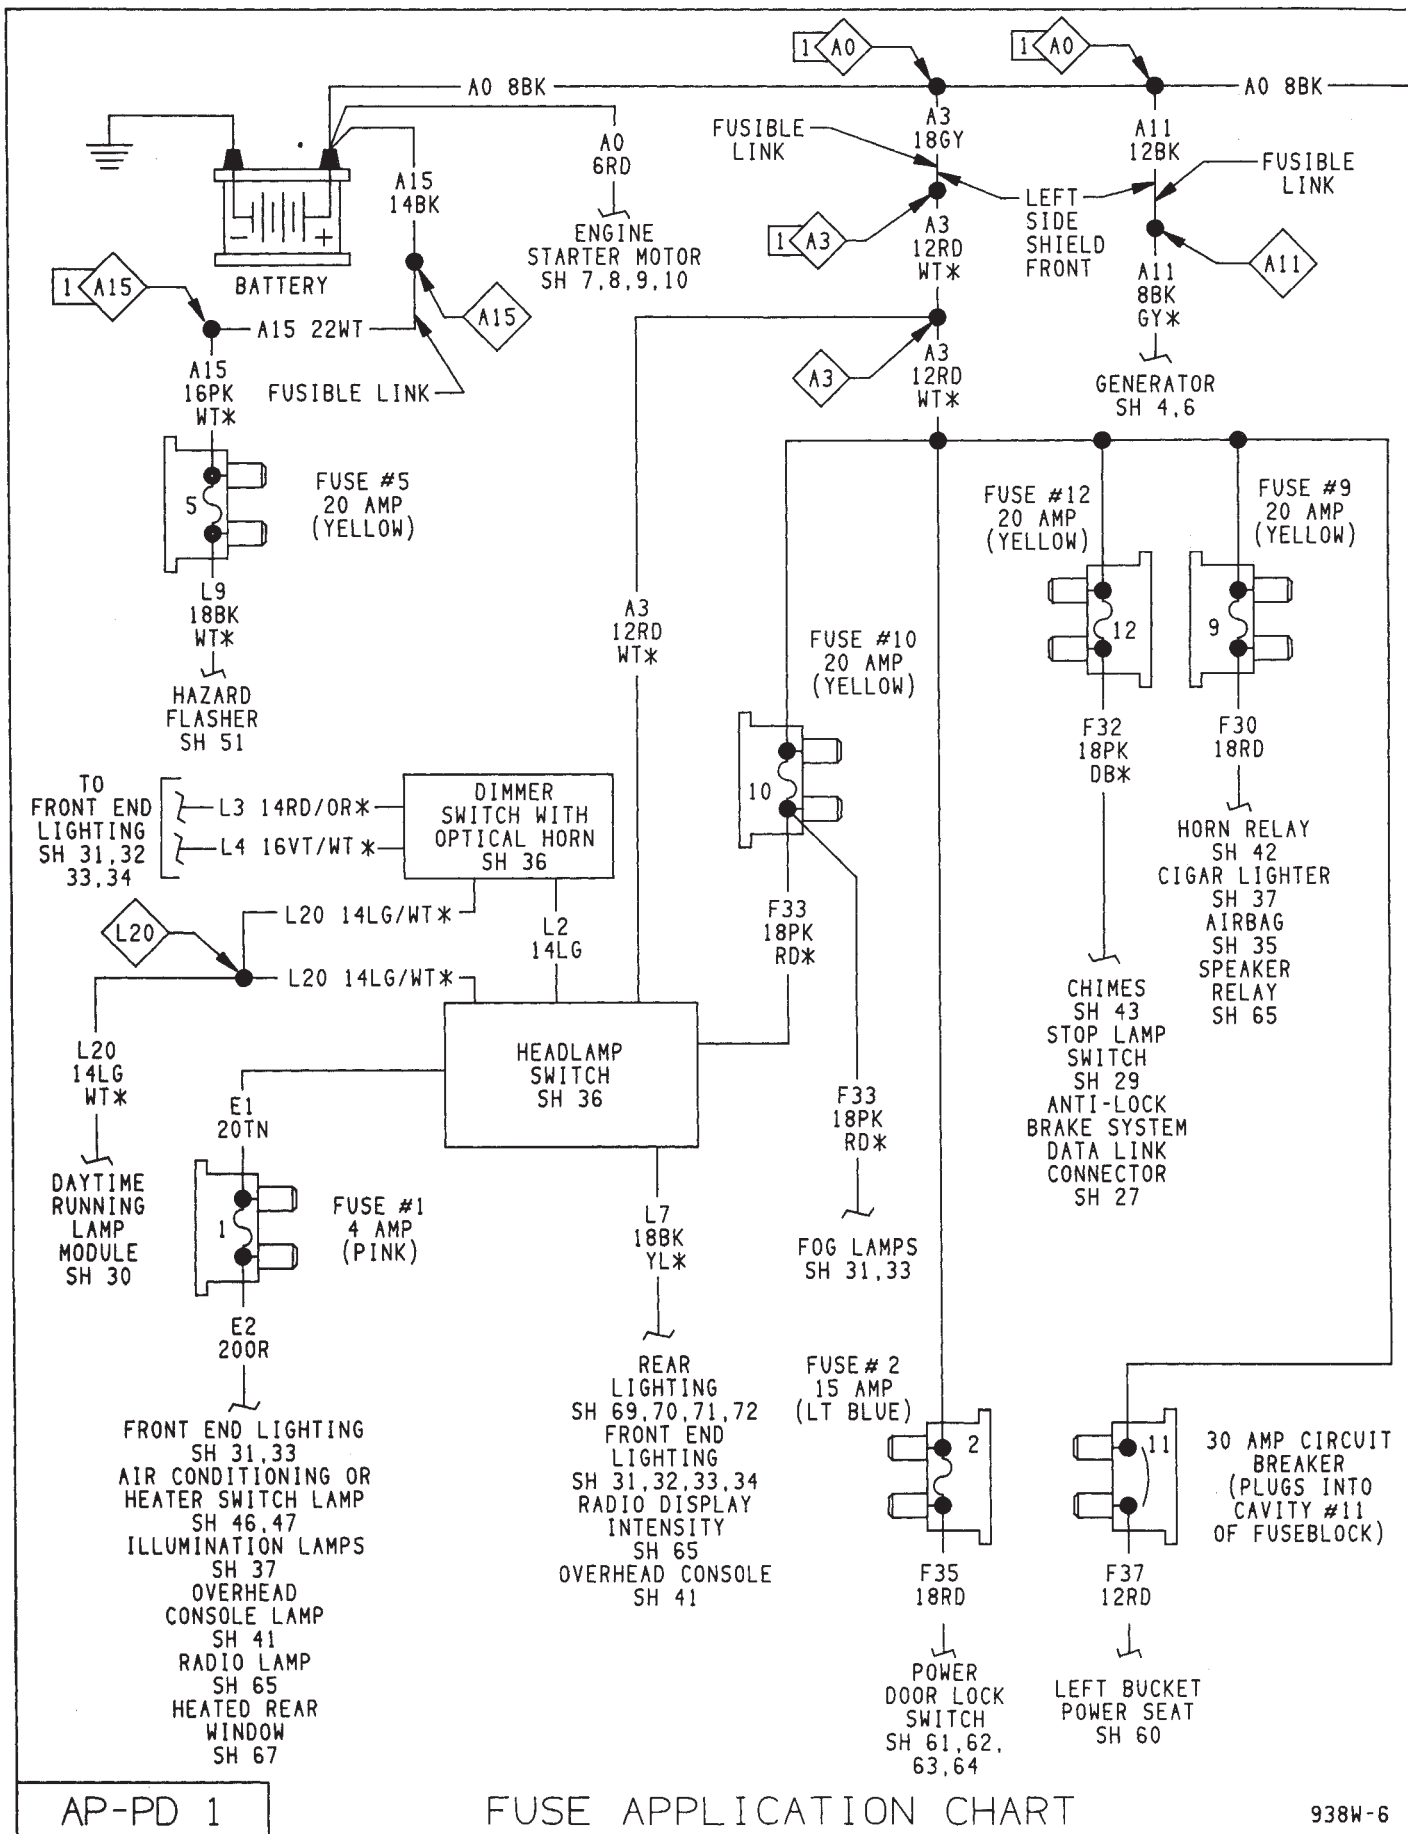 1
A0
1
A0
A0 8BK
A0 8BK
FUSIBLE
LINK
A3
18GY
A11
12BK
FUSIBLE
LINK
A0
6RD
A15
14BK
LEFT
SIDE
SHIELD
FRONT
1
A3
A3
12RD
WT*
A11
A11
8BK
GY*
ENGINE
STARTER MOTOR
SH 7,8,9,10
- +
BATTERY
1
A15
A15 22WT
A15
A15
16PK
WT*
FUSIBLE LINK
A3
A3
12RD
WT*
GENERATOR
SH 4,6
5
FUSE #5
20 AMP
(YELLOW)
FUSE #12
20 AMP
(YELLOW)
FUSE #9
20 AMP
(YELLOW)
L9
18BK
WT*
A3
12RD
WT*
FUSE #10
20 AMP
(YELLOW)
12
9
HAZARD
FLASHER
SH 51
F32
18PK
DB*
F30
18RD
10
TO
FRONT END
LIGHTING
SH 31,32
33,34
L3 14RD/OR*
L4 16VT/WT*
DIMMER
SWITCH WITH
OPTICAL HORN
SH 36
HORN RELAY
SH 42
CIGAR LIGHTER
SH 37
AIRBAG
SH 35
SPEAKER
RELAY
SH 65
L20
L20 14LG/WT*
L2
14LG
F33
18PK
RD*
L20 14LG/WT*
CHIMES
SH 43
STOP LAMP
SWITCH
SH 29
ANTI-LOCK
BRAKE SYSTEM
DATA LINK
CONNECTOR
SH 27
L20
14LG
WT*
HEADLAMP
SWITCH
SH 36
E1
20TN
F33
18PK
RD*
DAYTIME
RUNNING
LAMP
MODULE
SH 30
1
FUSE #1
4 AMP
(PINK)
L7
18BK
YL*
FOG LAMPS
SH 31,33
E2
20OR
REAR
LIGHTING
SH 69,70,71,72
FRONT END
LIGHTING
SH 31,32,33,34
RADIO DISPLAY
INTENSITY
SH 65
OVERHEAD CONSOLE
SH 41
FUSE# 2
15 AMP
(LT BLUE)
FRONT END LIGHTING
SH 31,33
AIR CONDITIONING OR
HEATER SWITCH LAMP
SH 46,47
ILLUMINATION LAMPS
SH 37
OVERHEAD
CONSOLE LAMP
SH 41
RADIO LAMP
SH 65
HEATED REAR
WINDOW
SH 67
2
11
30 AMP CIRCUIT
BREAKER
(PLUGS INTO
CAVITY #11
OF FUSEBLOCK)
F35
18RD
F37
12RD
POWER
DOOR LOCK
SWITCH
SH 61,62,
63,64
LEFT BUCKET
POWER SEAT
SH 60
AP-PD 1
FUSE APPLICATION CHART
938W-6